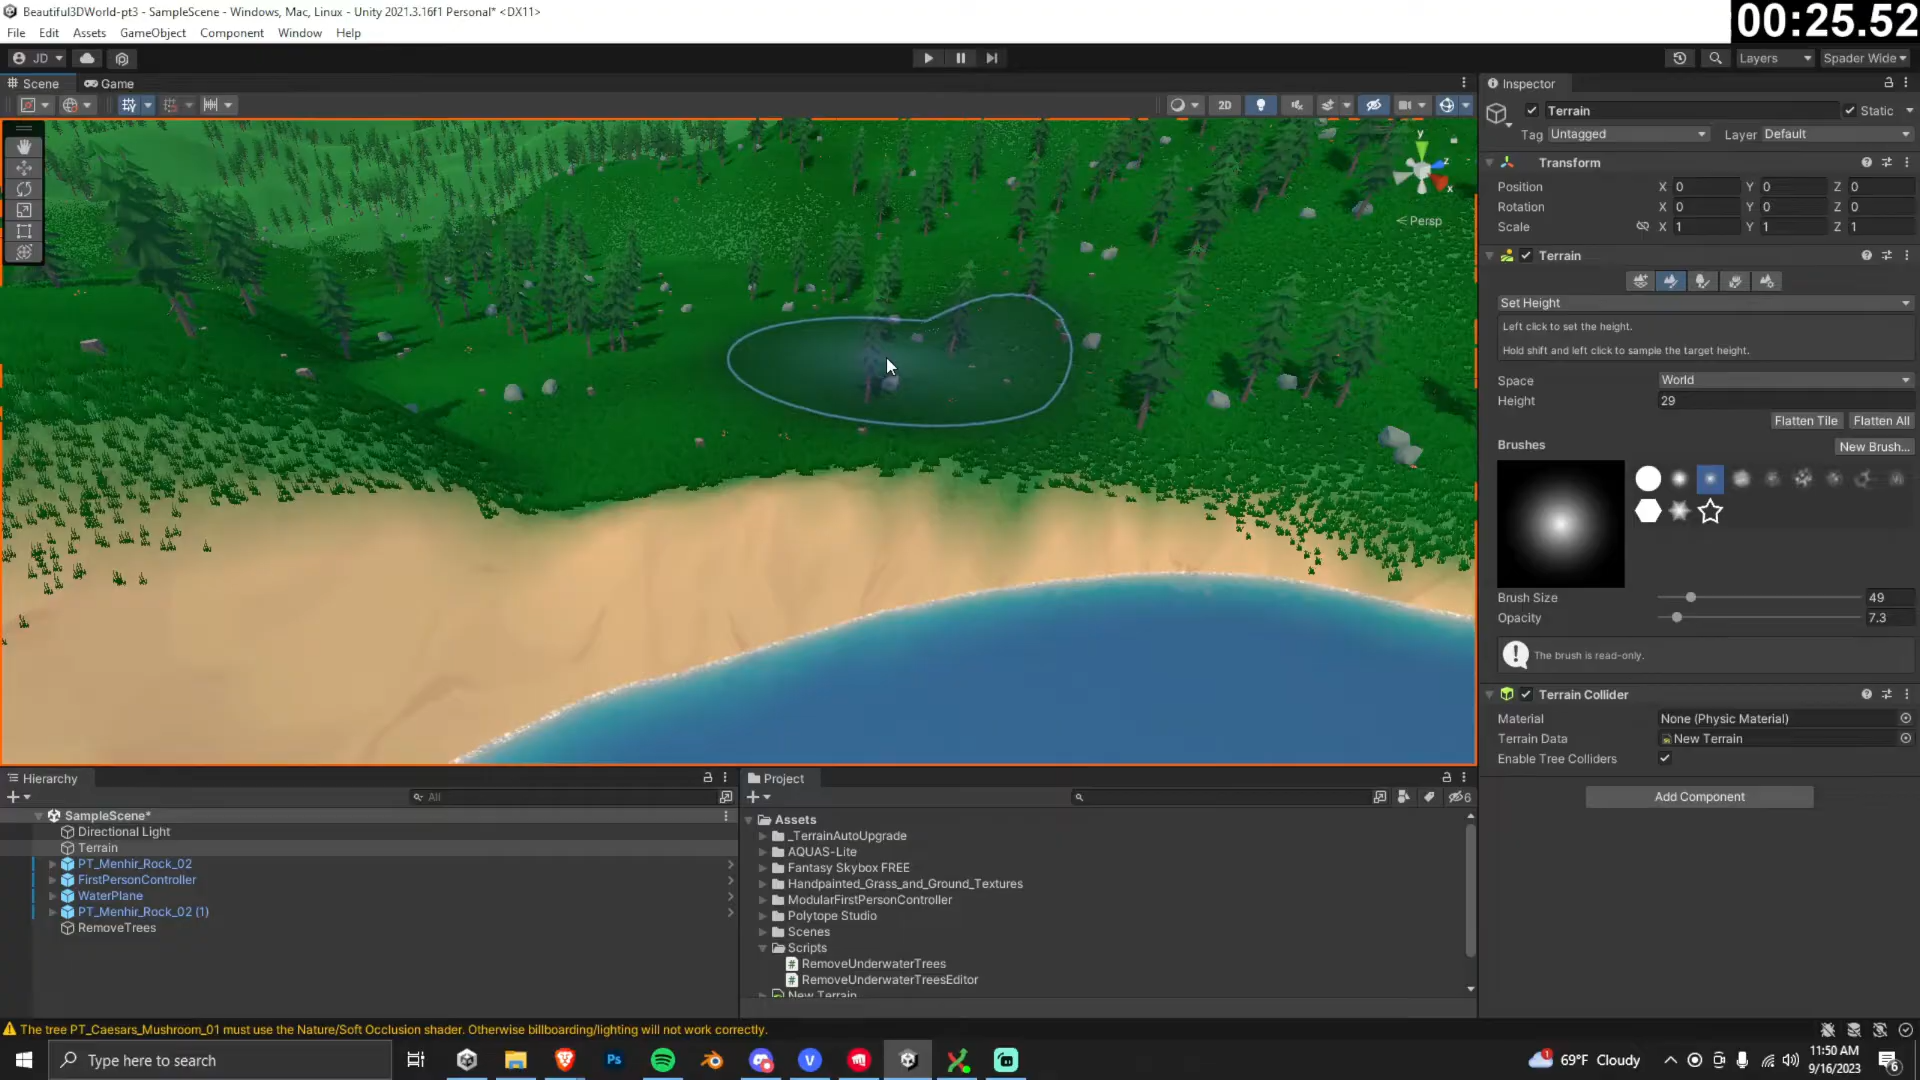 Beautiful3DWorld-pt3 - SampleScene - Windows, Mac, Linux - Unity 2021.3.16f1 Personal* <DX11>
00:25.52
File Edit Assets GameObject Component Window Help
JD Layers Spader Wide
Scene Game
2D
y
z
x
Persp
Inspector
Terrain Static
Tag Untagged Layer Default
Transform
Position X 0 Y 0 Z 0
Rotation X 0 Y 0 Z 0
Scale X 1 Y 1 Z 1
Terrain
Set Height
Left click to set the height.
Hold shift and left click to sample the target height.
Space World
Height 29
Flatten Tile Flatten All
Brushes New Brush...
Brush Size 49
Opacity 7.3
The brush is read-only.
Terrain Collider
Material None (Physic Material)
Terrain Data New Terrain
Enable Tree Colliders
Add Component
Hierarchy
All
SampleScene*
Directional Light
Terrain
PT_Menhir_Rock_02
FirstPersonController
WaterPlane
PT_Menhir_Rock_02 (1)
RemoveTrees
Project
6
Assets
_TerrainAutoUpgrade
AQUAS-Lite
Fantasy Skybox FREE
Handpainted_Grass_and_Ground_Textures
ModularFirstPersonController
Polytope Studio
Scenes
Scripts
RemoveUnderwaterTrees
RemoveUnderwaterTreesEditor
New Terrain
The tree PT_Caesars_Mushroom_01 must use the Nature/Soft Occlusion shader. Otherwise billboarding/lighting will not work correctly.
Type here to search
Ps
V
1
69°F Cloudy
11:50 AM
9/16/2023
6